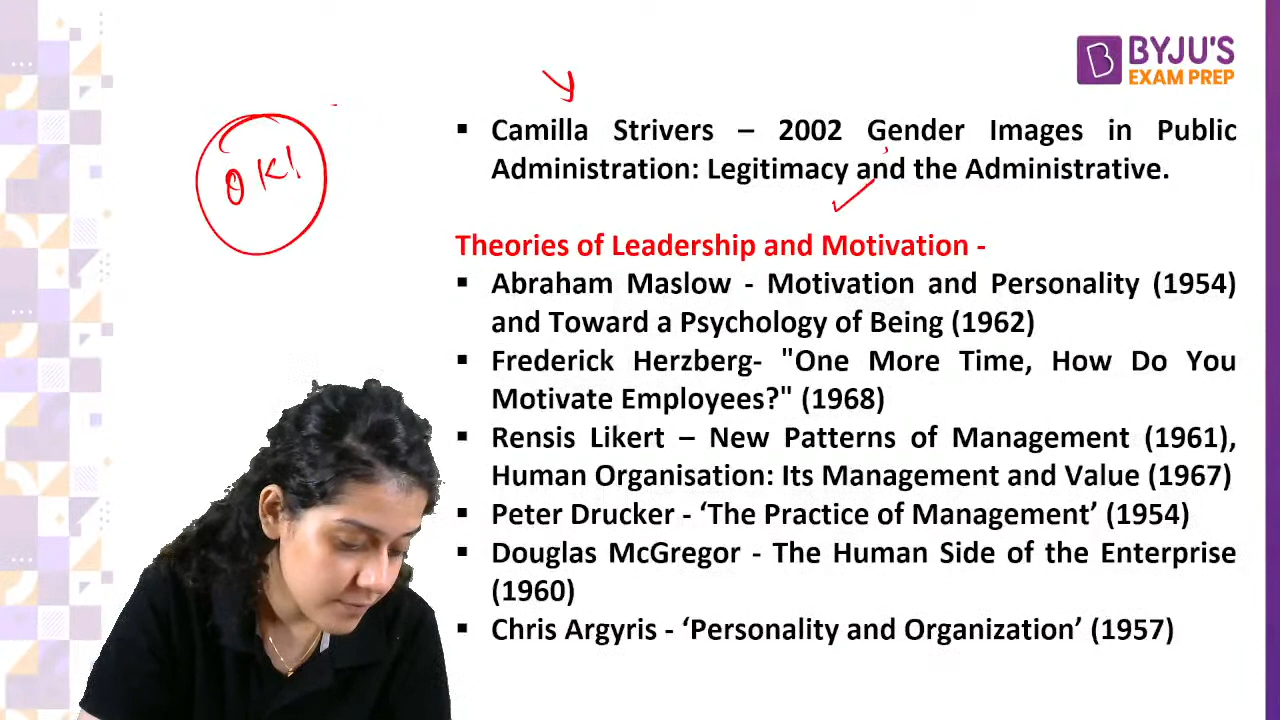 BYJU'S
EXAM PREP
OK!
▪ Camilla Strivers – 2002 Gender Images in Public
Administration: Legitimacy and the Administrative.
Theories of Leadership and Motivation -
▪ Abraham Maslow - Motivation and Personality (1954)
and Toward a Psychology of Being (1962)
▪ Frederick Herzberg- "One More Time, How Do You
Motivate Employees?" (1968)
▪ Rensis Likert – New Patterns of Management (1961),
Human Organisation: Its Management and Value (1967)
▪ Peter Drucker - ‘The Practice of Management’ (1954)
▪ Douglas McGregor - The Human Side of the Enterprise
(1960)
▪ Chris Argyris - ‘Personality and Organization’ (1957)